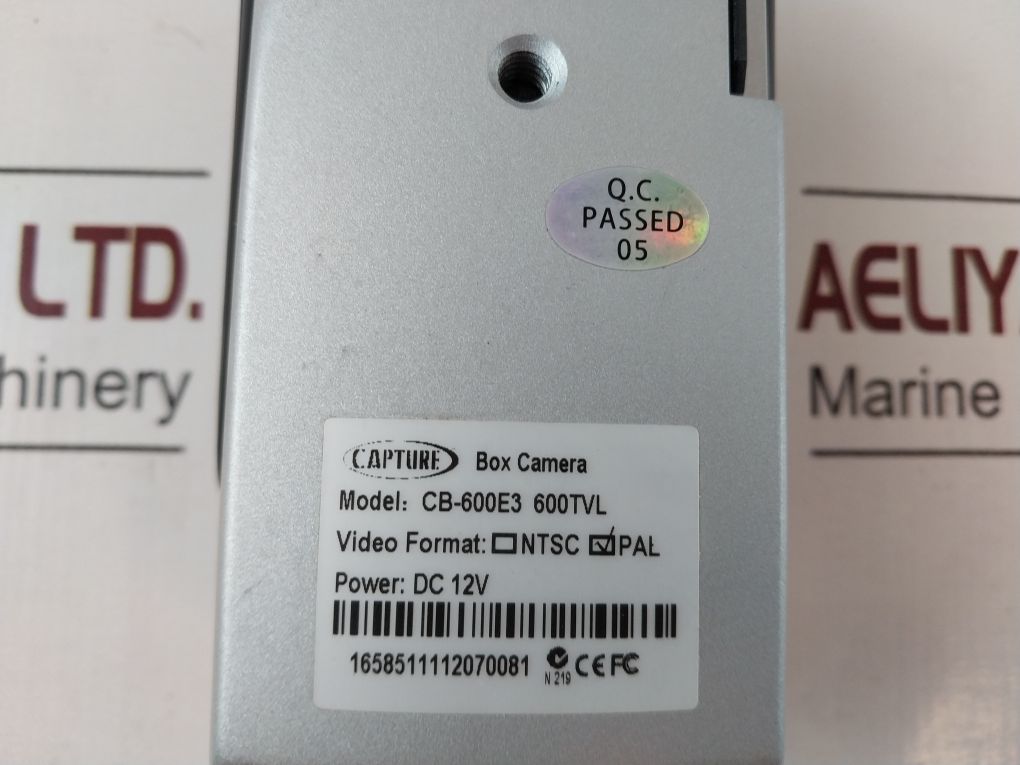 Q.C.
PASSED
05
LTD.
hinery
AELIY
Marine
CAPTURE Box Camera
Model: CB-600E3 600TVL
Video Format: NTSC PAL
Power: DC 12V
1658511112070081 N 219 CE FC